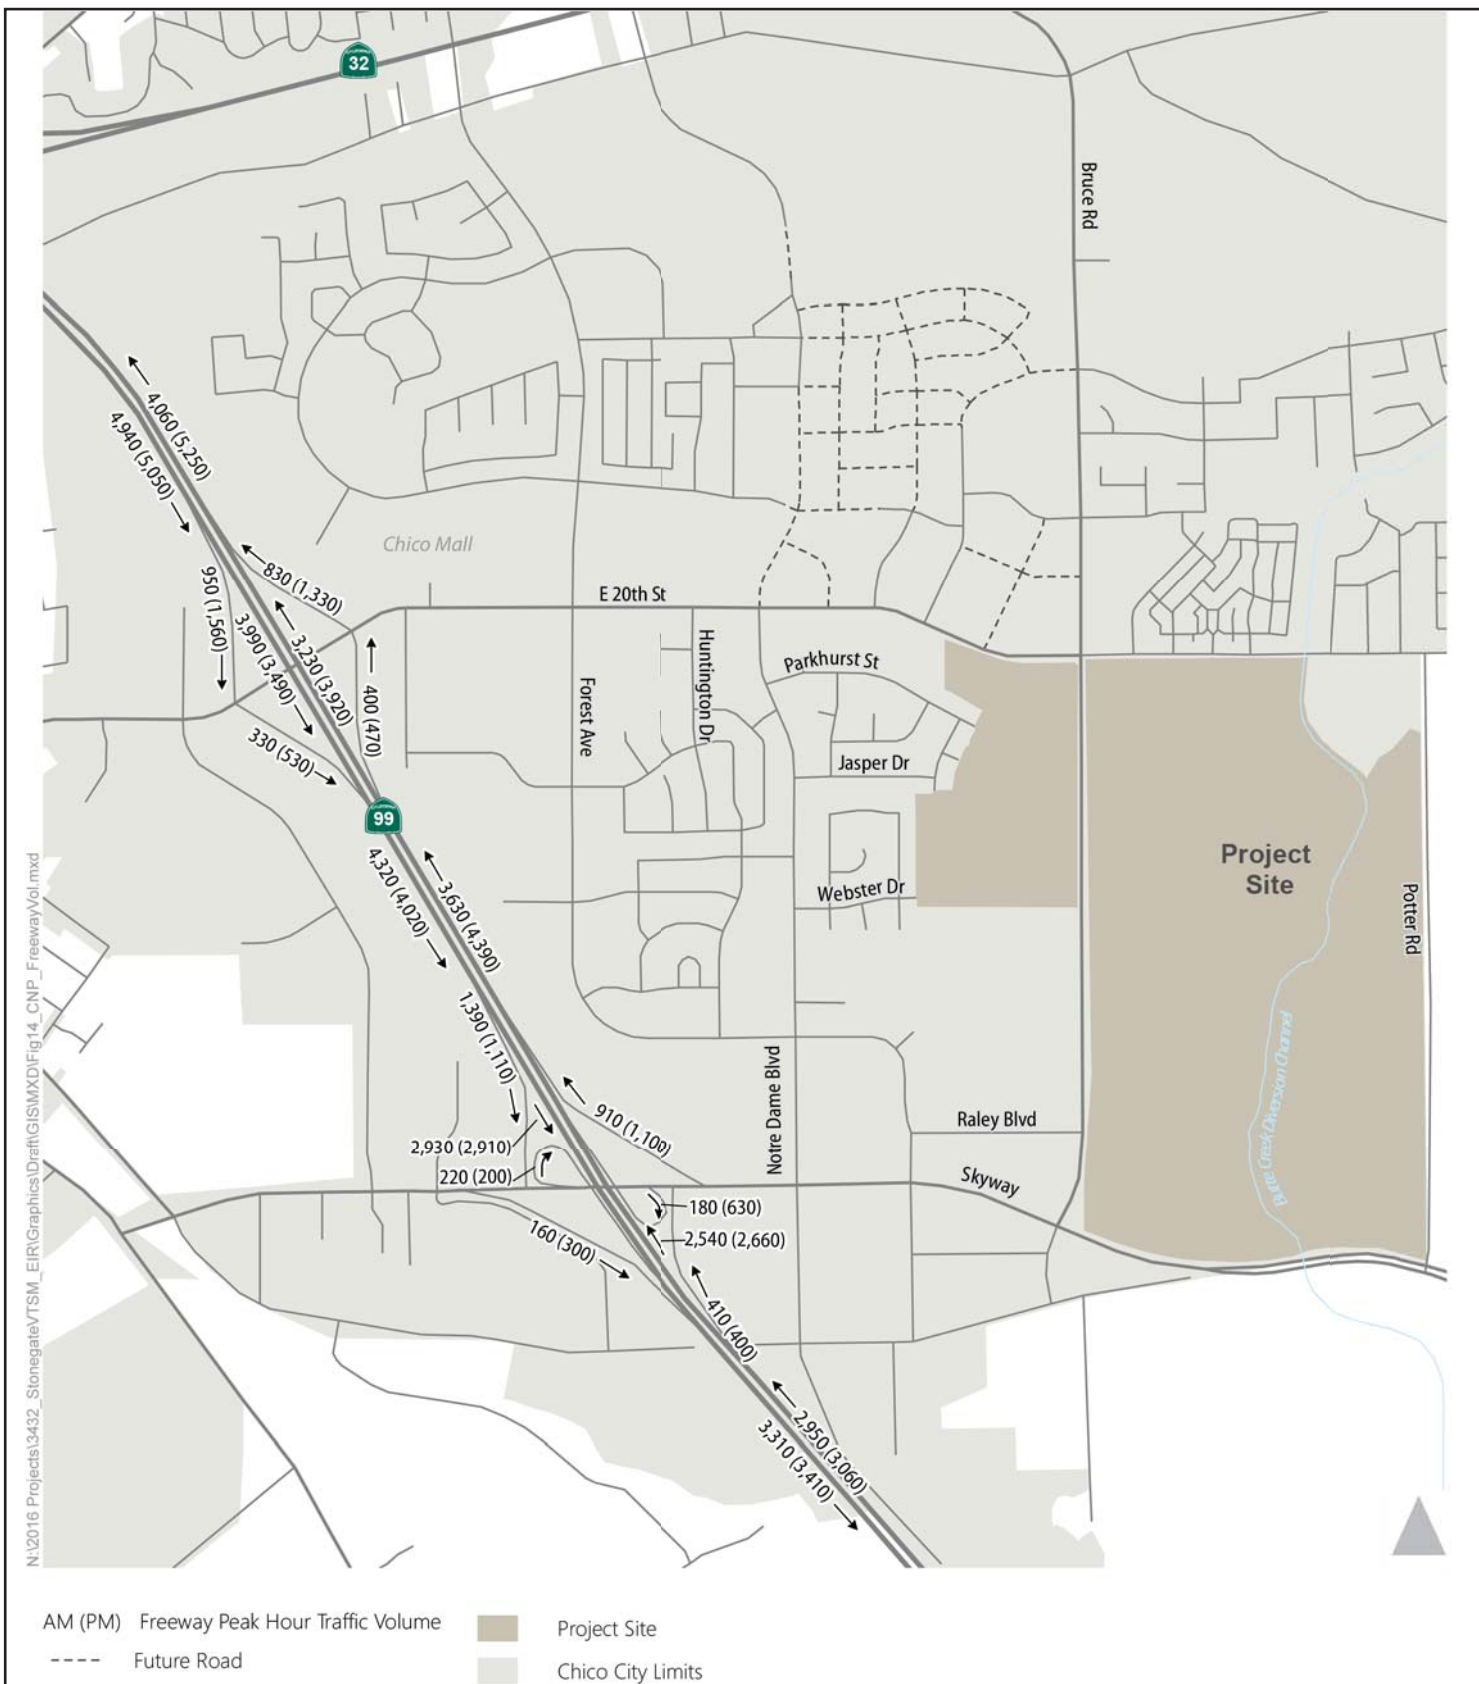 32
Bruce Rd
4,060 (5,250)
4,940 (5,050)
Chico Mall
830 (1,330)
950 (1,560)
E 20th St
3,990 (3,490)
3,230 (3,920)
400 (470)
330 (530)
Forest Ave
Huntington Dr
Parkhurst St
Jasper Dr
99
4,320 (4,020)
3,630 (4,390)
Webster Dr
Project
Site
Potter Rd
1,390 (1,110)
910 (1,100)
2,930 (2,910)
220 (200)
Notre Dame Blvd
Raley Blvd
Skyway
Butte Creek Diversion Channel
180 (630)
2,540 (2,660)
160 (300)
410 (400)
2,950 (3,060)
3,310 (3,410)
N:\2016 Projects\3432_StonegateVTSM_EIR\Graphics\Draft\GIS\MXD\Fig14_CNP_FreewayVol.mxd
AM (PM) Freeway Peak Hour Traffic Volume
Future Road
Project Site
Chico City Limits